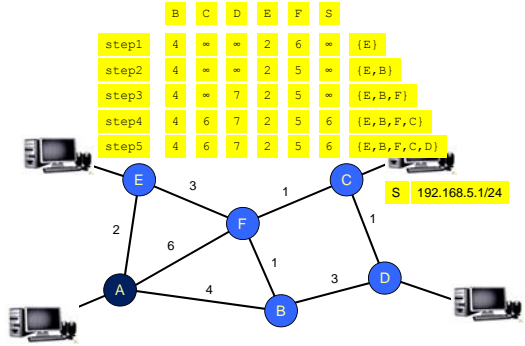 B C D E F S
step1 4 ∞ ∞ 2 6 ∞ {E}
step2 4 ∞ ∞ 2 5 ∞ {E,B}
step3 4 ∞ 7 2 5 ∞ {E,B,F}
step4 4 6 7 2 5 6 {E,B,F,C}
step5 4 6 7 2 5 6 {E,B,F,C,D}
E
3
1
C
S 192.168.5.1/24
2
F
1
6
1
3
D
A
4
B